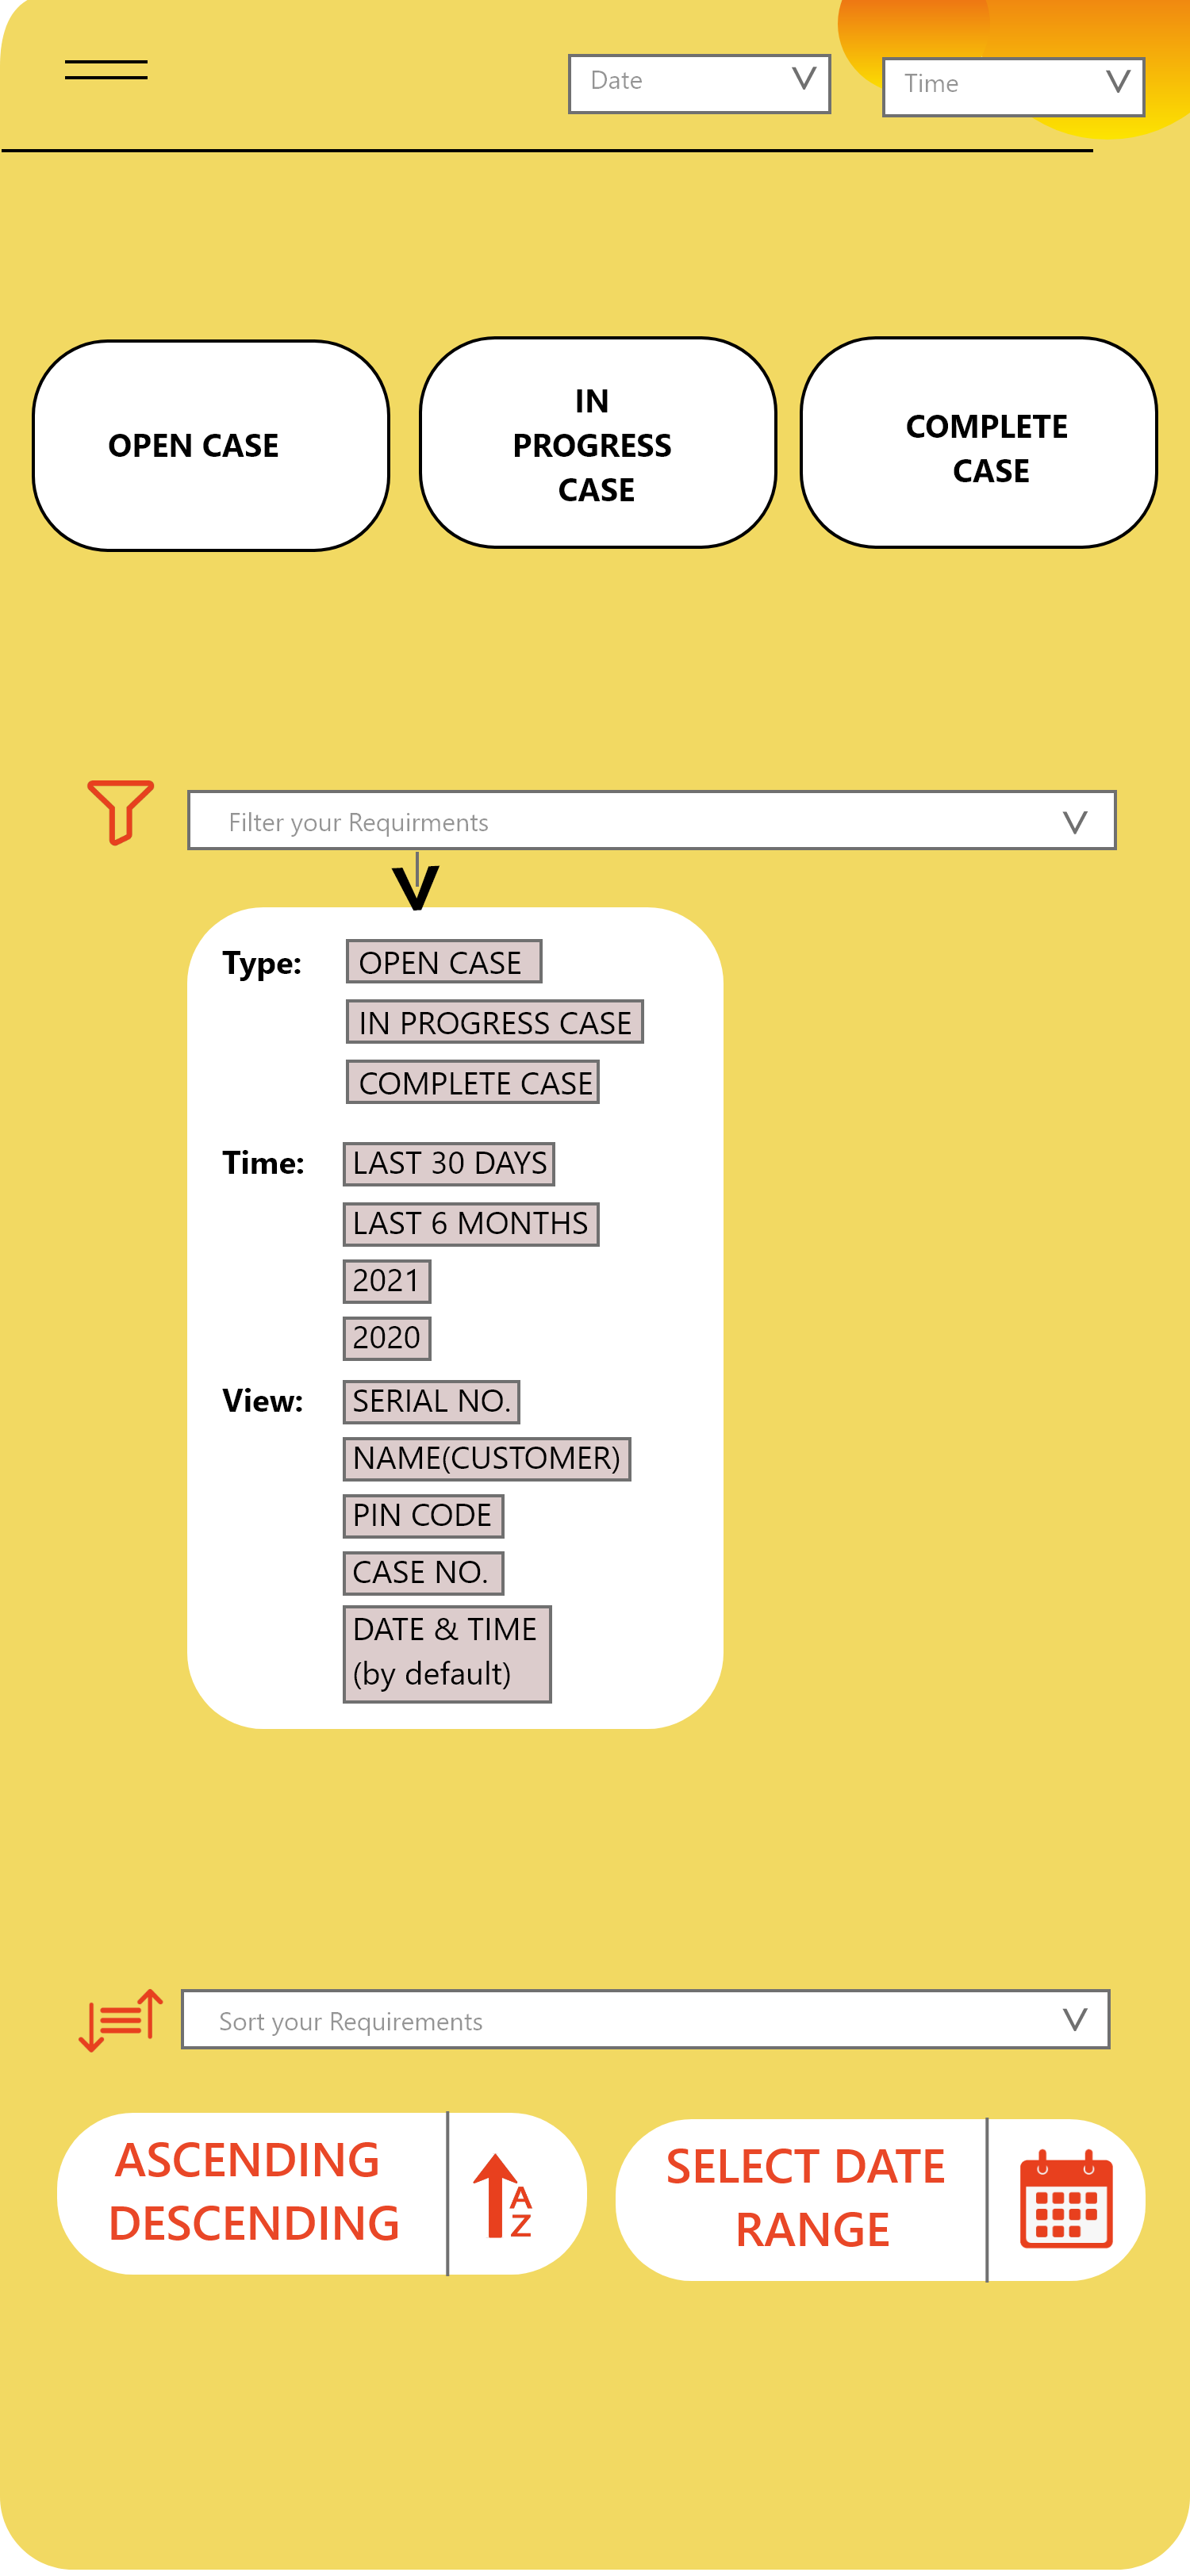 Date
Time
OPEN CASE
IN
PROGRESS
CASE
COMPLETE
CASE
Filter your Requirments
Type:
OPEN CASE
IN PROGRESS CASE
COMPLETE CASE
Time:
LAST 30 DAYS
LAST 6 MONTHS
2021
2020
View:
SERIAL NO.
NAME(CUSTOMER)
PIN CODE
CASE NO.
DATE & TIME
(by default)
Sort your Requirements
ASCENDING
DESCENDING
A
Z
SELECT DATE
RANGE